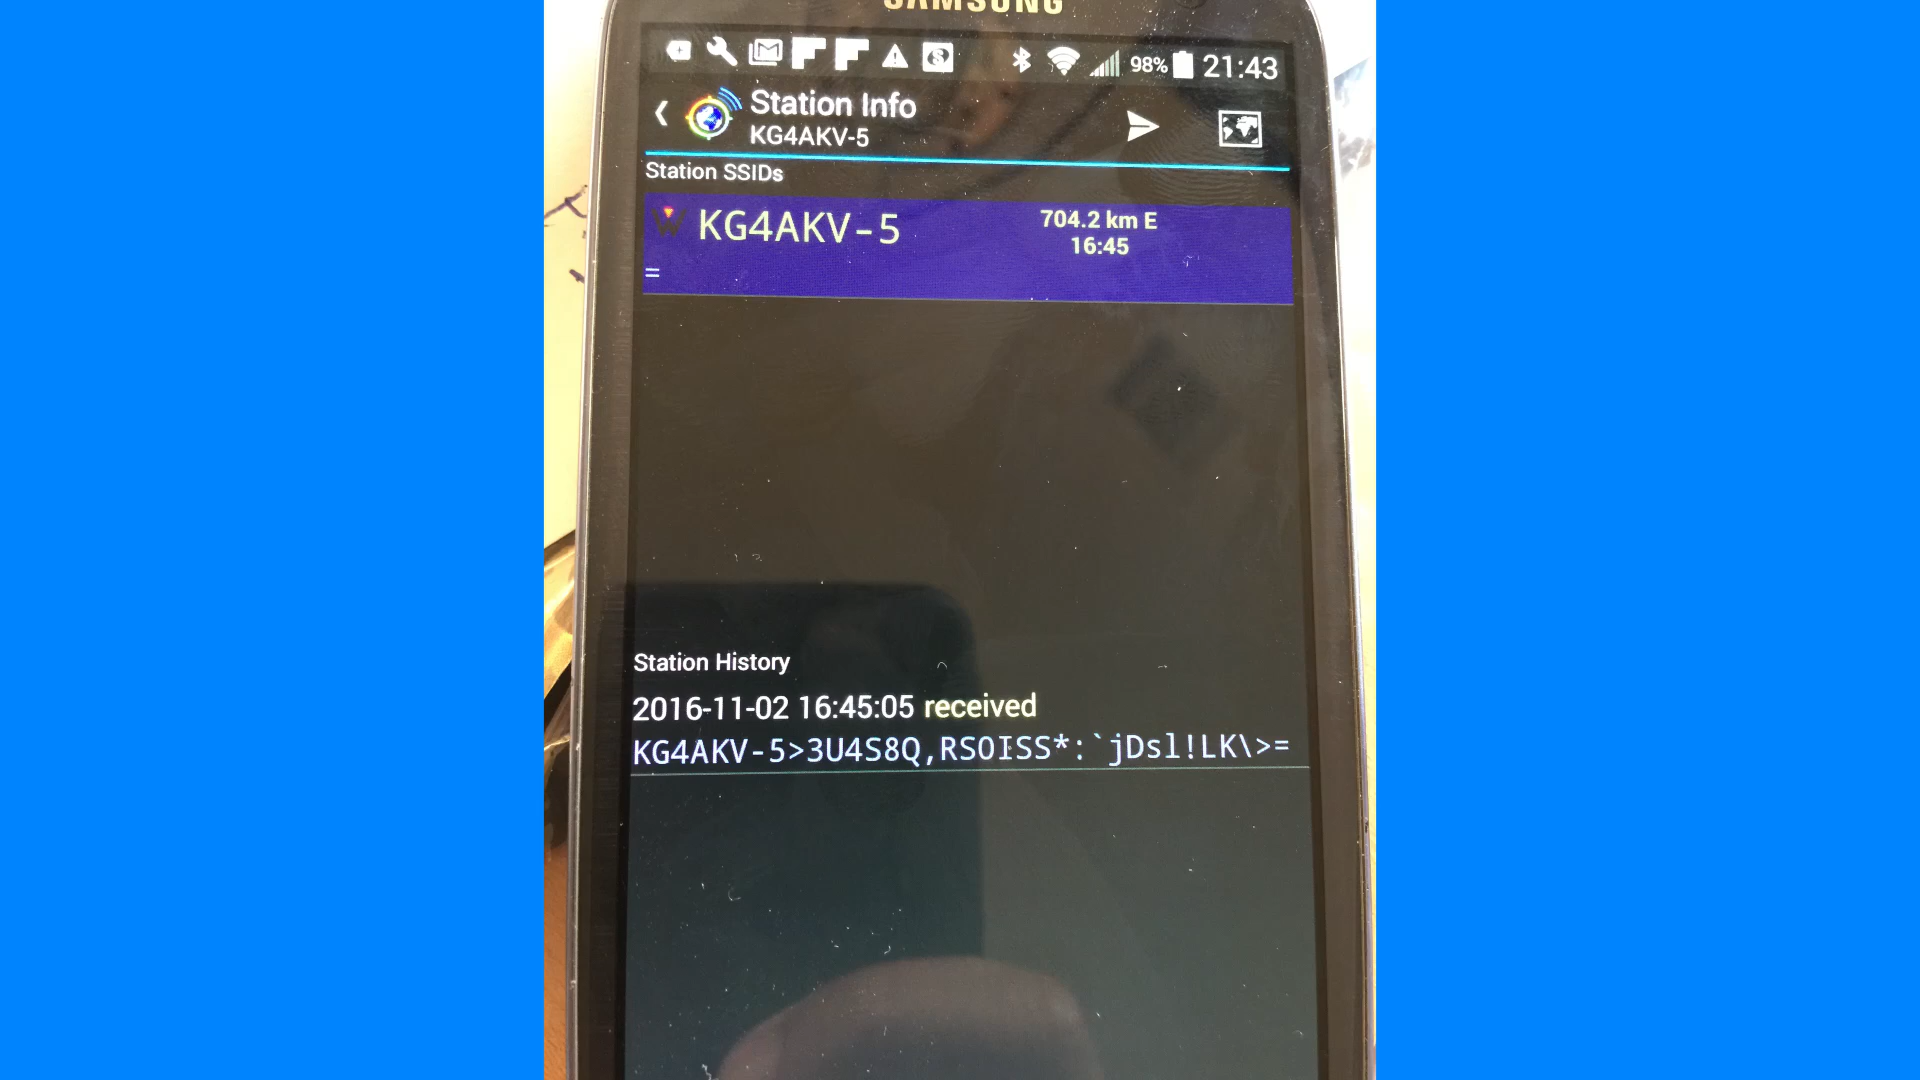 SAMSUNG
98% 21:43
Station Info
KG4AKV-5
Station SSIDs
KG4AKV-5
704.2 km E
16:45
=
Station History
2016-11-02 16:45:05 received
KG4AKV-5>3U4S8Q,RS0ISS*:`jDsl!LK\>=